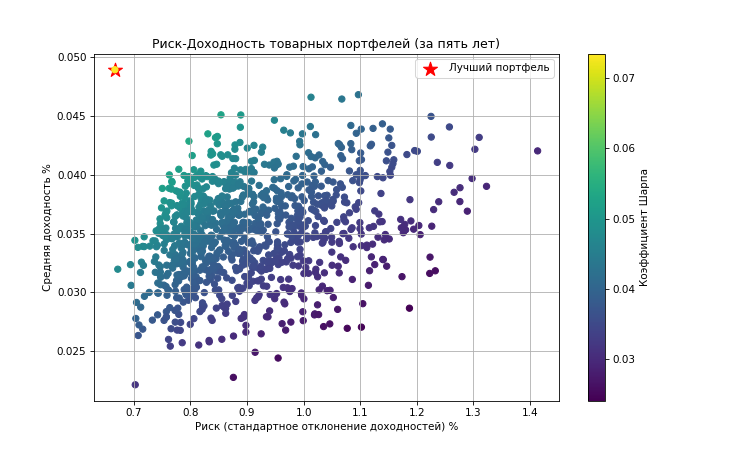 Риск-Доходность товарных портфелей (за пять лет)
Лучший портфель
Средняя доходность %
0.050
0.045
0.040
0.035
0.030
0.025
0.7 0.8 0.9 1.0 1.1 1.2 1.3 1.4
Риск (стандартное отклонение доходностей) %
0.07
0.06
0.05
0.04
0.03
Коэффициент Шарпа